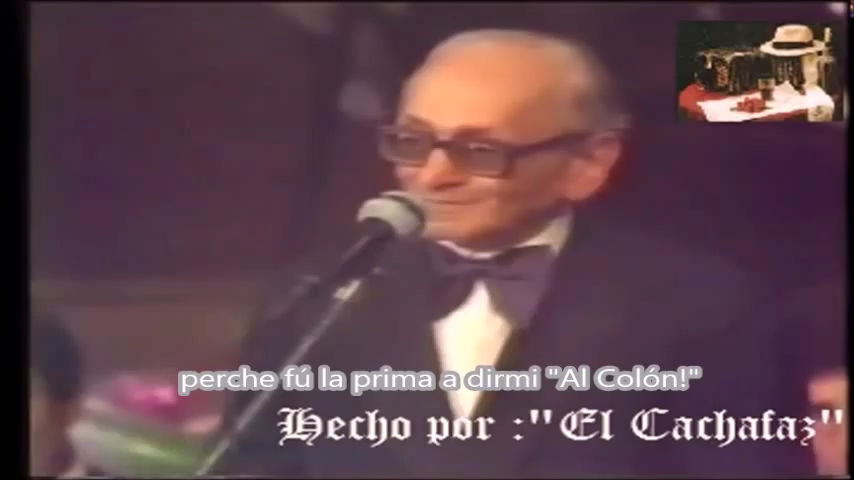 perche fú la prima a dirmi "Al Colón!"
Hecho por :"El Cachafaz"